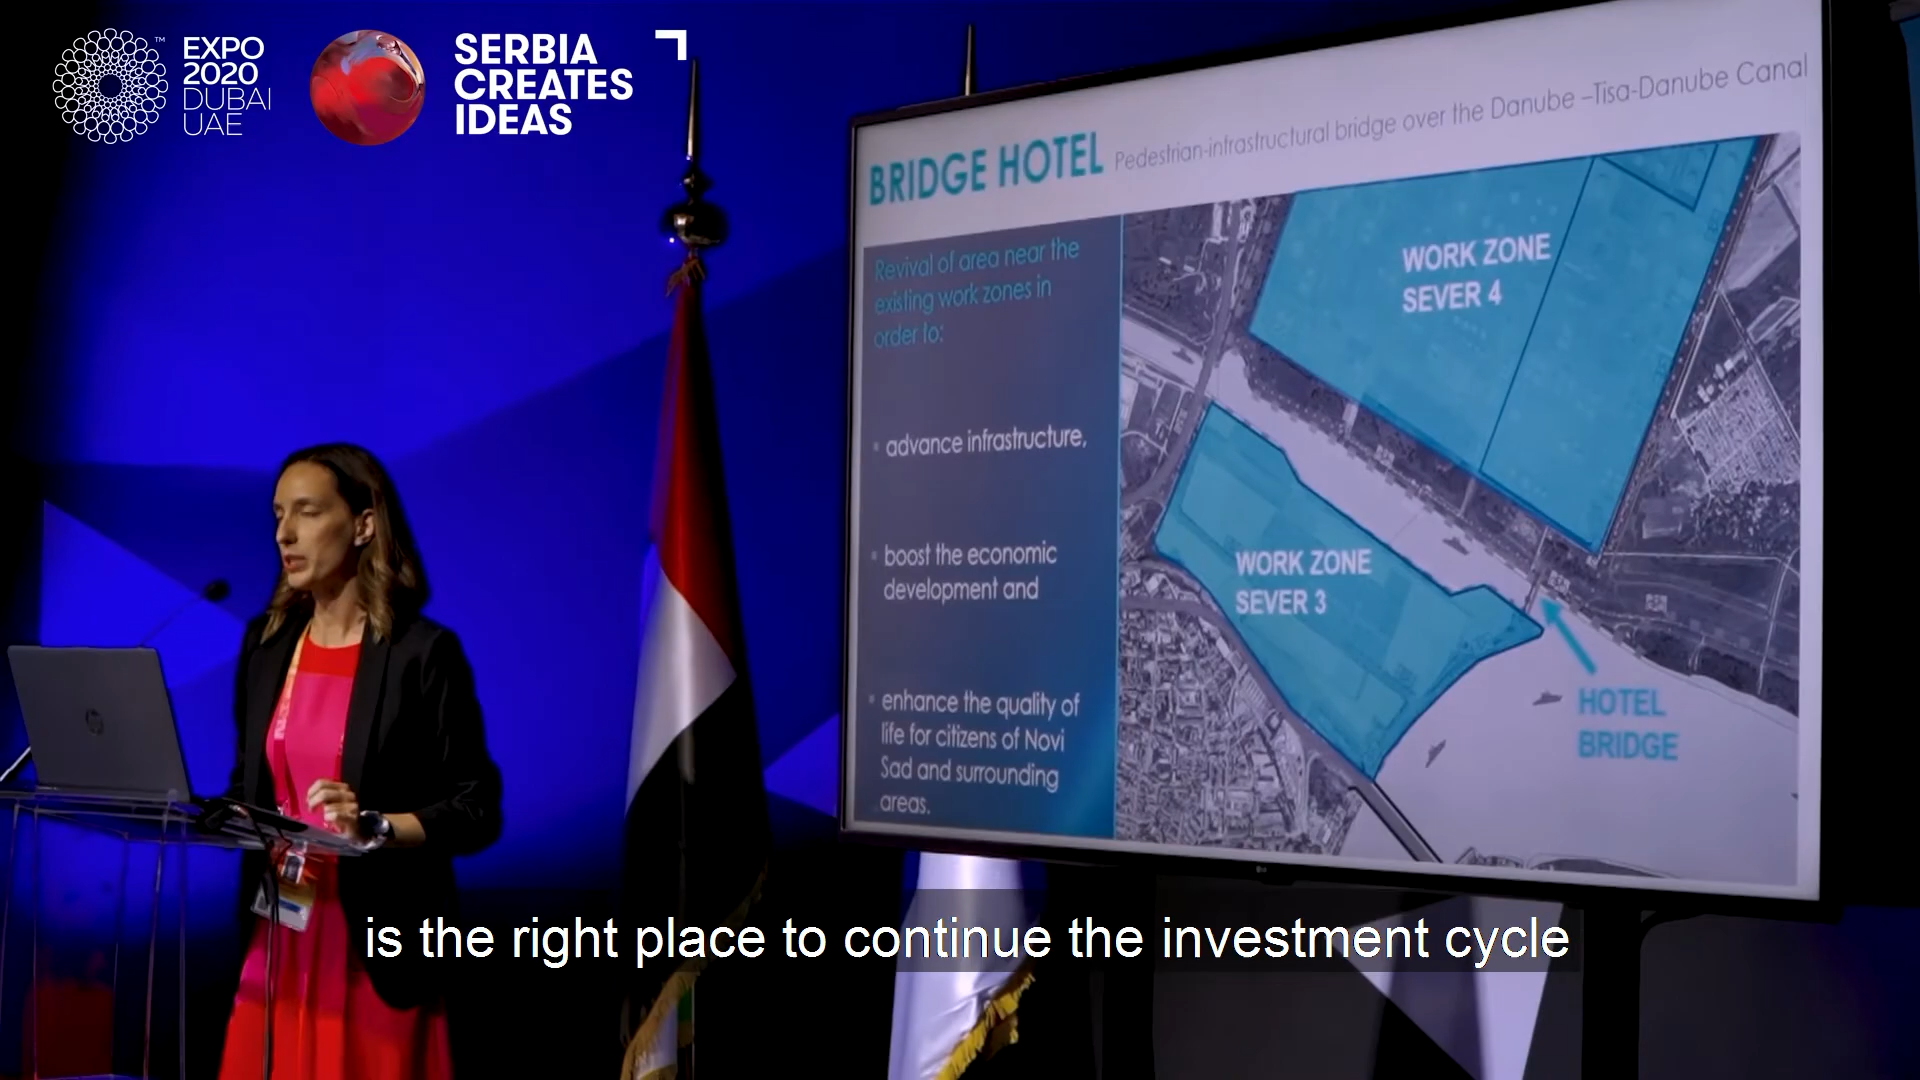 EXPO
2020
DUBAI
UAE
SERBIA
CREATES
IDEAS
BRIDGE HOTEL Pedestrian-infrastructural bridge over the Danube –Tisa-Danube Canal
Revival of area near the
existing work zones in
order to:
advance infrastructure,
boost the economic
development and
enhance the quality of
life for citizens of Novi
Sad and surrounding
areas.
WORK ZONE
SEVER 4
WORK ZONE
SEVER 3
HOTEL
BRIDGE
is the right place to continue the investment cycle